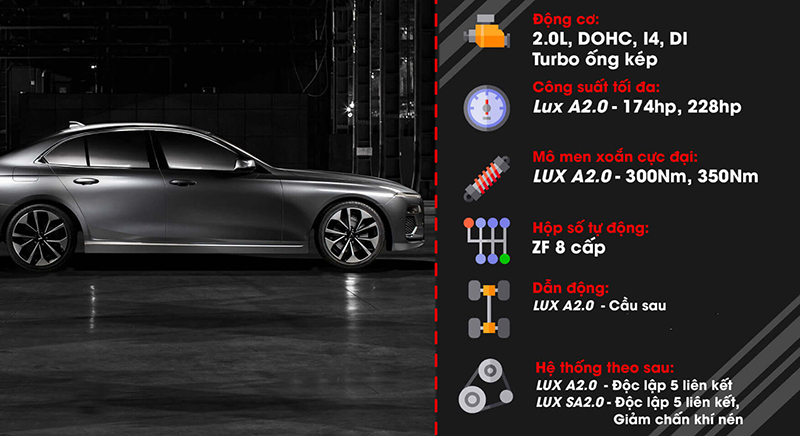 Động cơ:
2.0L, DOHC, I4, DI
Turbo ống kép
Công suất tối đa:
Lux A2.0 - 174hp, 228hp
Mô men xoắn cực đại:
LUX A2.0 - 300Nm, 350Nm
Hộp số tự động:
ZF 8 cấp
Dẫn động:
LUX A2.0 - Cầu sau
Hệ thống theo sau:
LUX A2.0 - Độc lập 5 liên kết
LUX SA2.0 - Độc lập 5 liên kết,
Giảm chấn khí nén